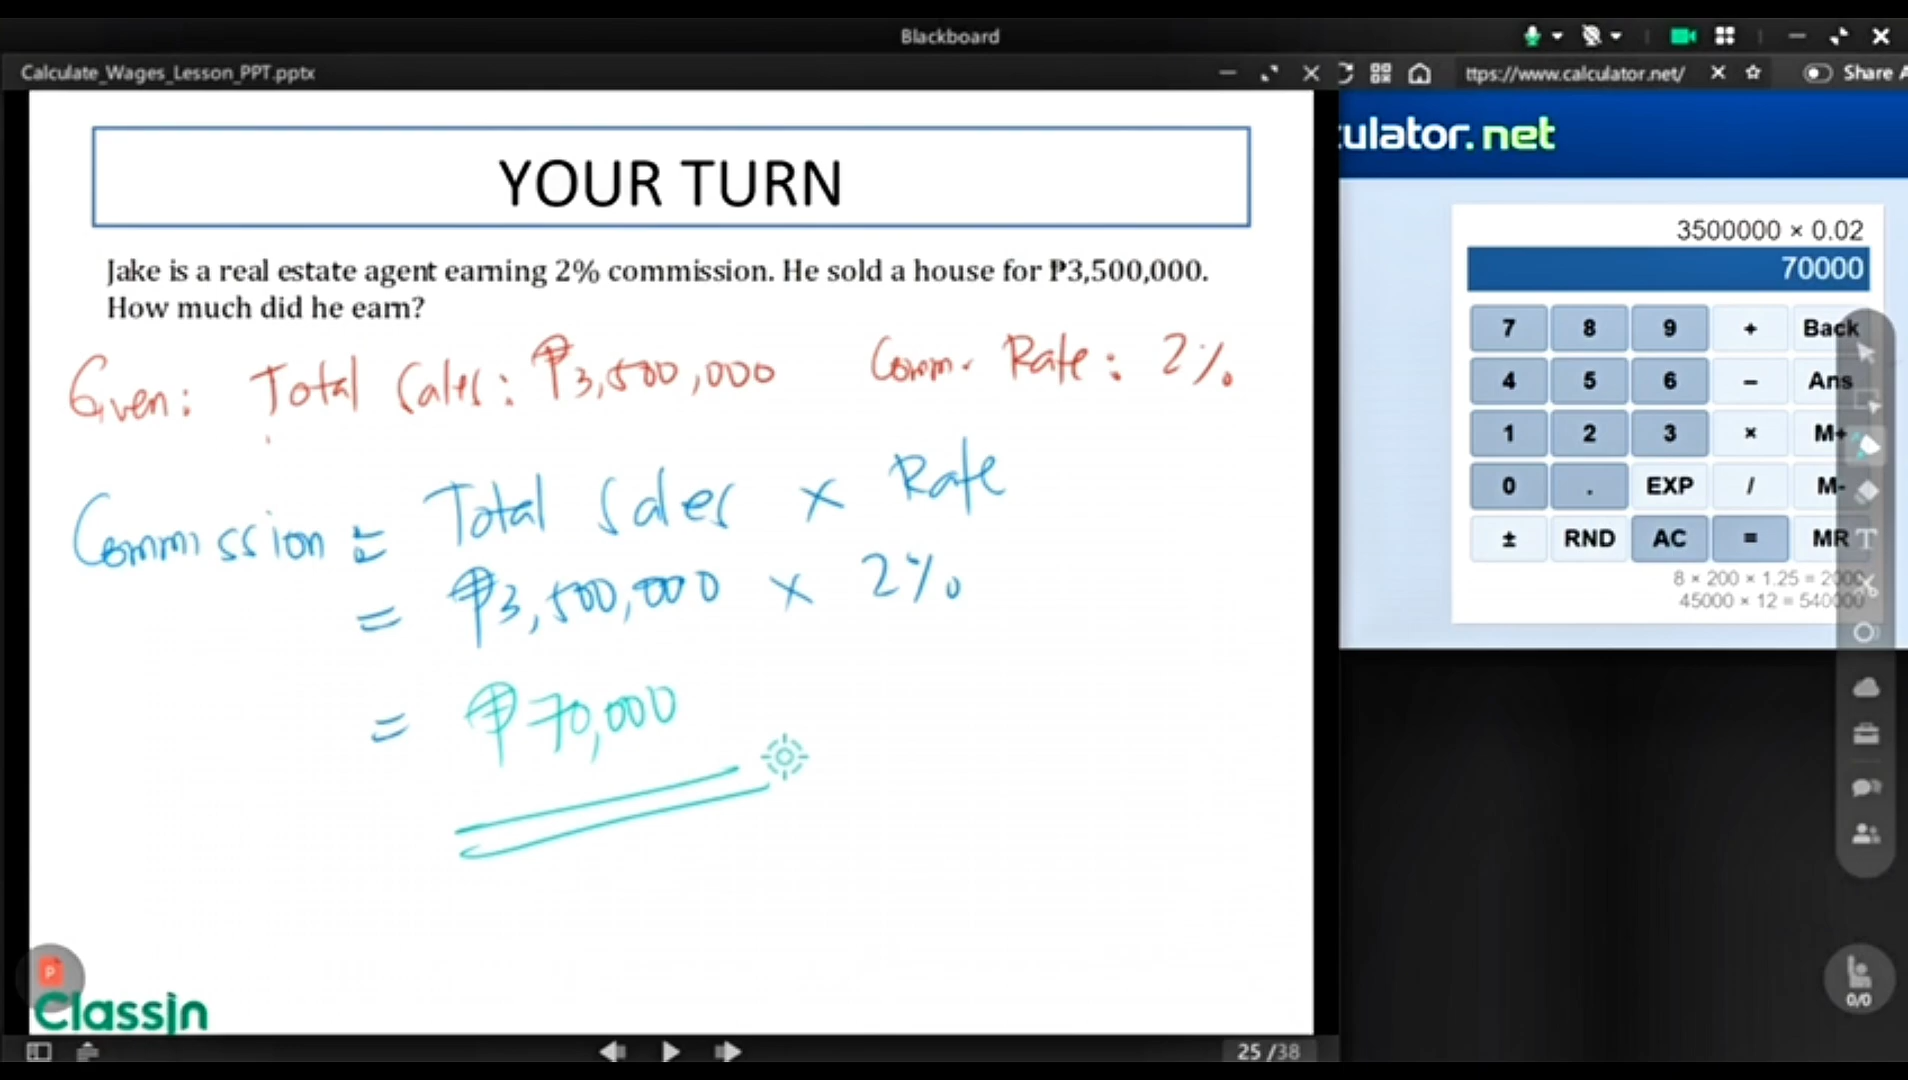 Blackboard
Calculate_Wages_Lesson_PPT.pptx
ttps://www.calculator.net/
Share A
YOUR TURN
Jake is a real estate agent earning 2% commission. He sold a house for ₱3,500,000.
How much did he earn?
Given: Total Sales: ₱3,500,000 Comm. Rate: 2%
Commission = Total Sales × Rate
= ₱3,500,000 × 2%
= ₱70,000
Classin
25 /38
culator.net
3500000 × 0.02
70000
7 8 9 + Back
4 5 6 – Ans
1 2 3 × M+
0 . EXP / M-
± RND AC = MR
8 × 200 × 1.25 = 2000
45000 × 12 = 540000
T
P
0/0